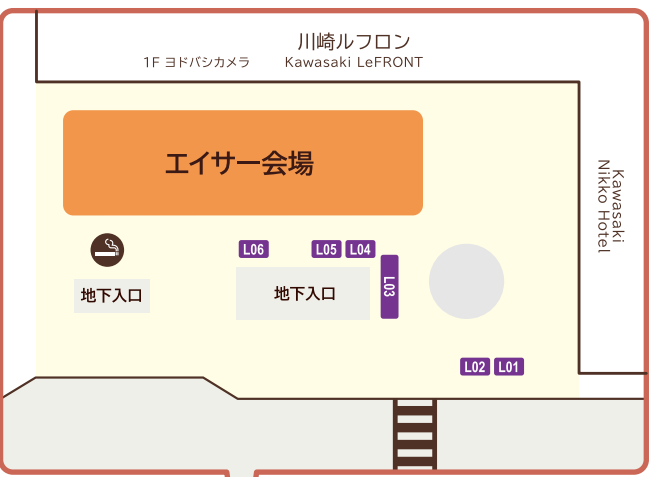 川崎ルフロン
1F ヨドバシカメラ
Kawasaki LeFRONT
エイサー会場
Kawasaki
Nikko Hotel
L06
L05
L04
L03
地下入口
地下入口
L02
L01